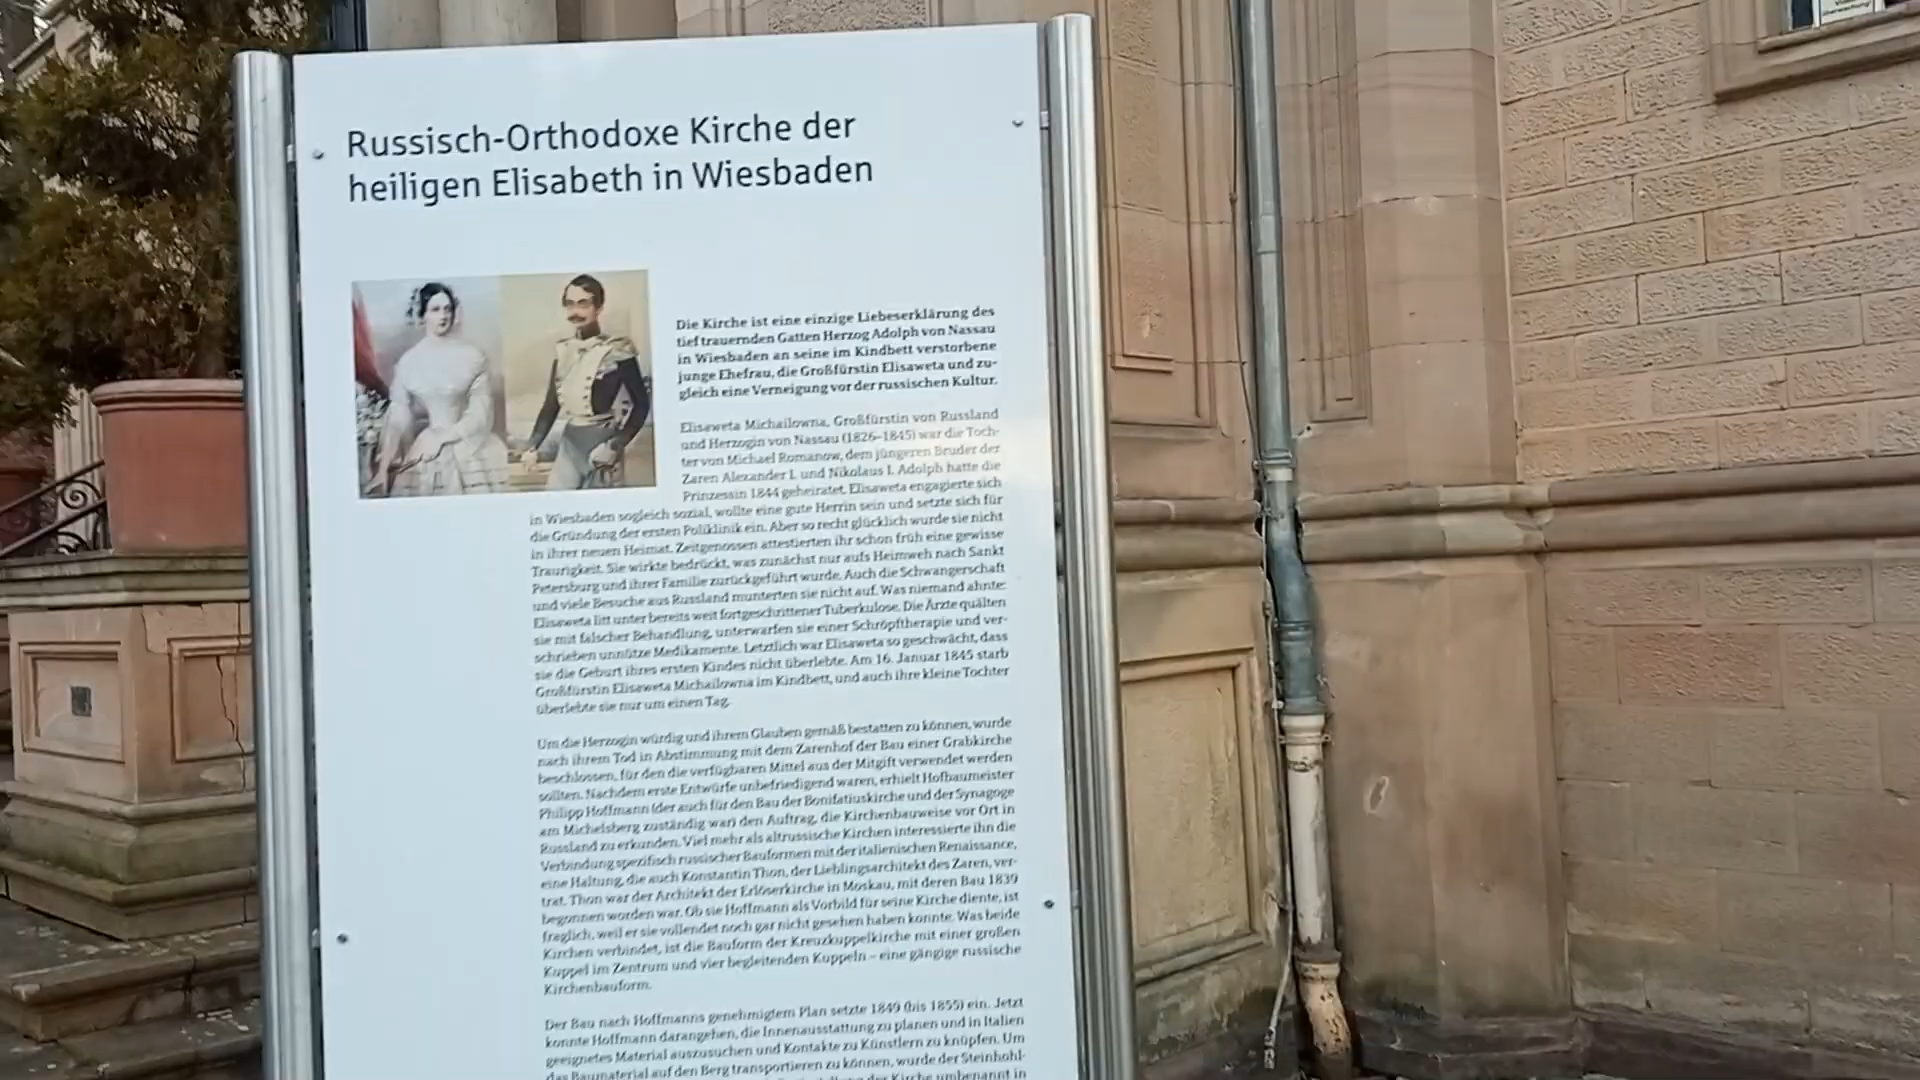 Russisch-Orthodoxe Kirche der
heiligen Elisabeth in Wiesbaden
Die Kirche ist eine einzige Liebeserklärung des
tief trauernden Gatten Herzog Adolph von Nassau
in Wiesbaden an seine im Kindbett verstorbene
junge Ehefrau, die Großfürstin Elisaweta und zu-
gleich eine Verneigung vor der russischen Kultur.
Elisaweta Michailowna, Großfürstin von Russland
und Herzogin von Nassau (1826–1845) war die Toch-
ter von Michael Romanow, dem jüngeren Bruder der
Zaren Alexander I. und Nikolaus I. Adolph hatte die
Prinzessin 1844 geheiratet. Elisaweta engagierte sich
in Wiesbaden sogleich sozial, wollte eine gute Herrin sein und setzte sich für
die Gründung der ersten Poliklinik ein. Aber so recht glücklich wurde sie nicht
in ihrer neuen Heimat. Zeitgenossen attestierten ihr schon früh eine gewisse
Traurigkeit. Sie wirkte bedrückt, was zunächst nur aufs Heimweh nach Sankt
Petersburg und ihrer Familie zurückgeführt wurde. Auch die Schwangerschaft
und viele Besuche aus Russland munterten sie nicht auf. Was niemand ahnte:
Elisaweta litt unter bereits weit fortgeschrittener Tuberkulose. Die Ärzte quälten
sie mit falscher Behandlung, unterwarfen sie einer Schröpftherapie und ver-
schrieben unnütze Medikamente. Letztlich war Elisaweta so geschwächt, dass
sie die Geburt ihres ersten Kindes nicht überlebte. Am 16. Januar 1845 starb
Großfürstin Elisaweta Michailowna im Kindbett, und auch ihre kleine Tochter
überlebte sie nur um einen Tag.
Um die Herzogin würdig und ihrem Glauben gemäß bestatten zu können, wurde
nach ihrem Tod in Abstimmung mit dem Zarenhof der Bau einer Grabkirche
beschlossen, für den die verfügbaren Mittel aus der Mitgift verwendet werden
sollten. Nachdem erste Entwürfe unbefriedigend waren, erhielt Hofbaumeister
Philipp Hoffmann (der auch für den Bau der Bonifatiuskirche und der Synagoge
am Michelsberg zuständig war) den Auftrag, die Kirchenbauweise vor Ort in
Russland zu erkunden. Viel mehr als altrussische Kirchen interessierte ihn die
Verbindung spezifisch russischer Bauformen mit der italienischen Renaissance,
eine Haltung, die auch Konstantin Thon, der Lieblingsarchitekt des Zaren, ver-
trat. Thon war der Architekt der Erlöserkirche in Moskau, mit deren Bau 1839
begonnen worden war. Ob sie Hoffmann als Vorbild für seine Kirche diente, ist
fraglich, weil er sie vollendet noch gar nicht gesehen haben konnte. Was beide
Kirchen verbindet, ist die Bauform der Kreuzkuppelkirche mit einer großen
Kuppel im Zentrum und vier begleitenden Kuppeln – eine gängige russische
Kirchenbauform.
Der Bau nach Hoffmanns genehmigtem Plan setzte 1849 (bis 1855) ein. Jetzt
konnte Hoffmann darangehen, die Innenausstattung zu planen und in Italien
geeignetes Material auszusuchen und Kontakte zu Künstlern zu knüpfen. Um
das Baumaterial auf den Berg transportieren zu können, wurde der Steinhohl-
der Kirche umbenannt in